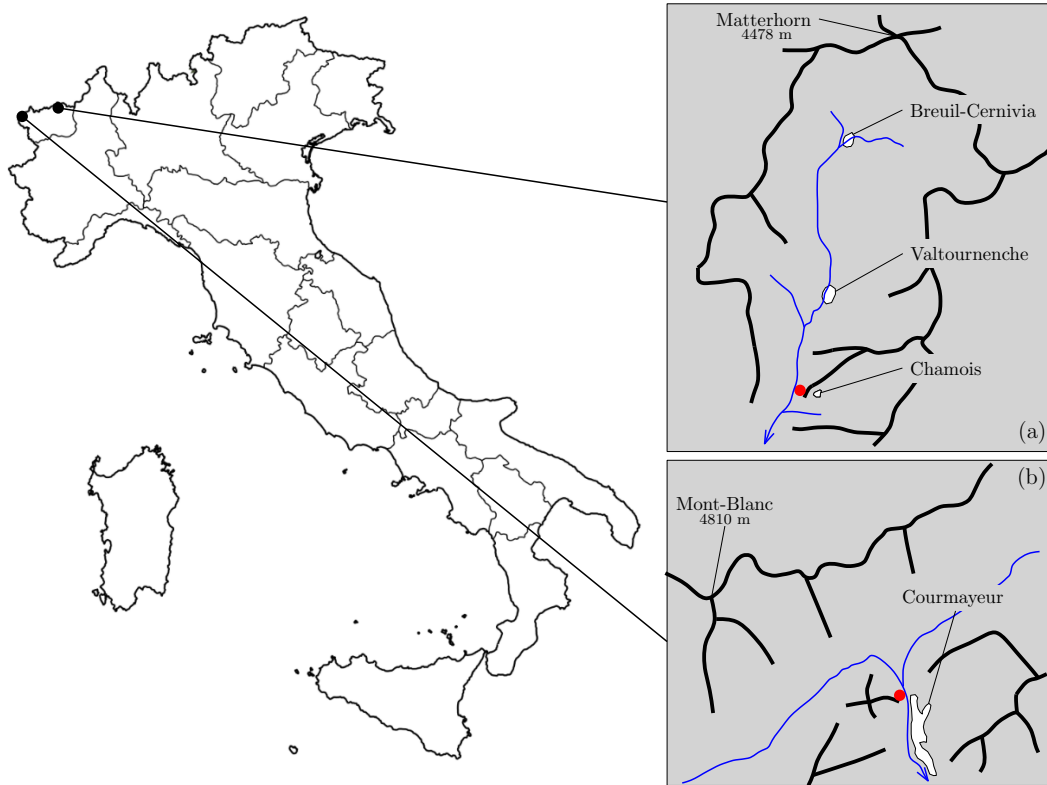 Matterhorn
4478 m
Breuil-Cernivia
Valtournenche
Chamois
(a)
(b)
Mont-Blanc
4810 m
Courmayeur